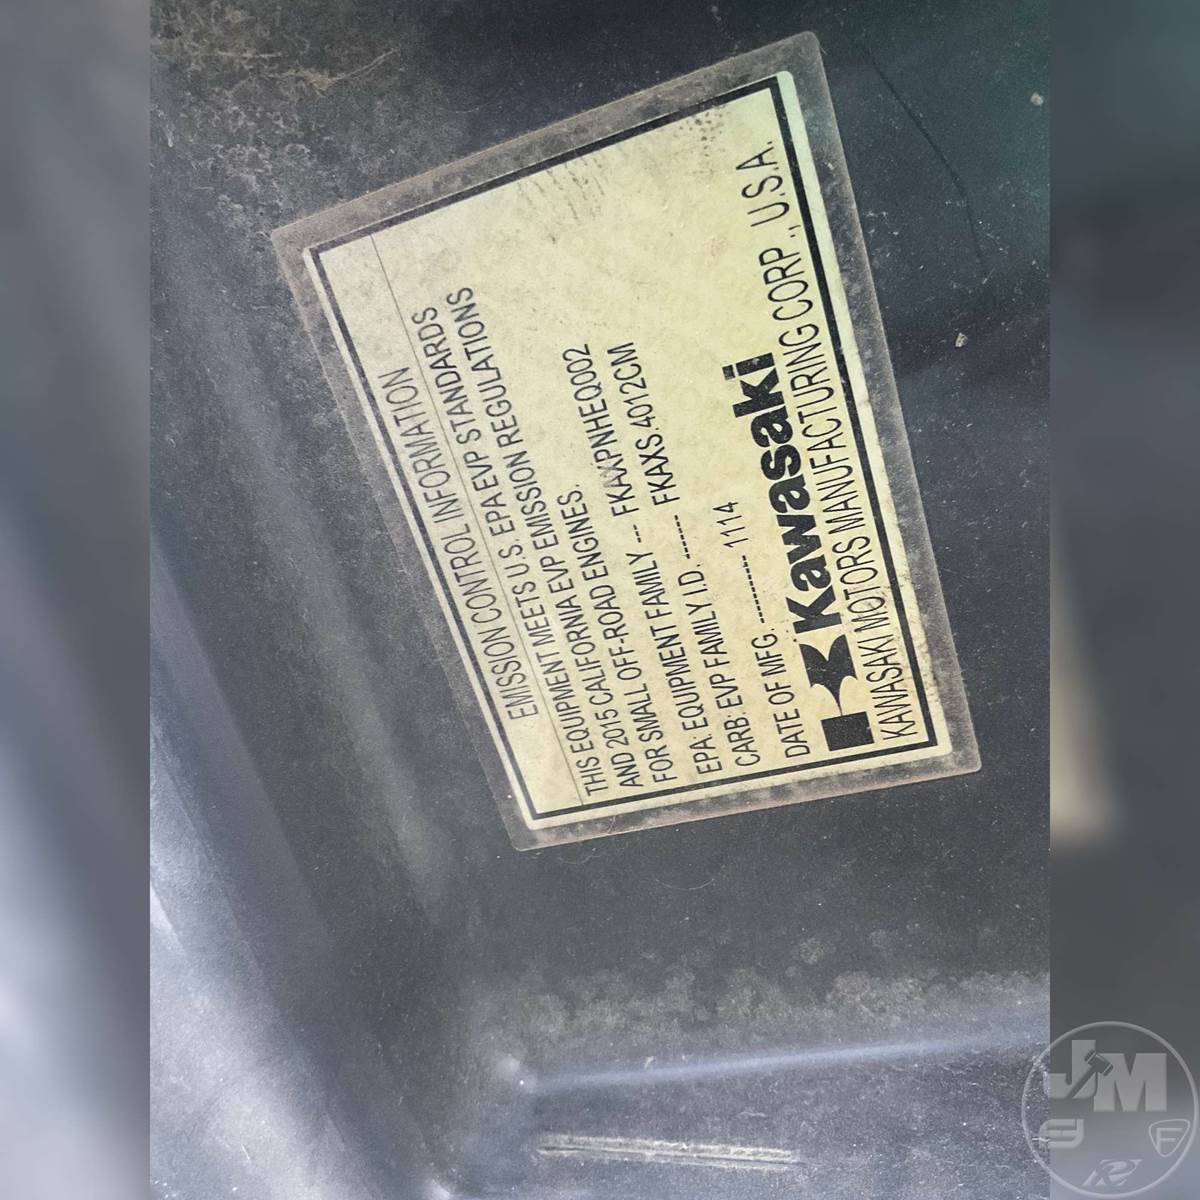 EMISSION CONTROL INFORMATION
THIS EQUIPMENT MEETS U.S. EPA EVP STANDARDS
AND 2015 CALIFORNIA EVP EMISSION REGULATIONS
FOR SMALL OFF-ROAD ENGINES.
EPA: EQUIPMENT FAMILY --- FKAXPNHEQ002
CARB: EVP FAMILY I.D. ------ FKAXS.4012CM
DATE OF MFG. --------- 1114
Kawasaki
KAWASAKI MOTORS MANUFACTURING CORP., U.S.A.
JM
F